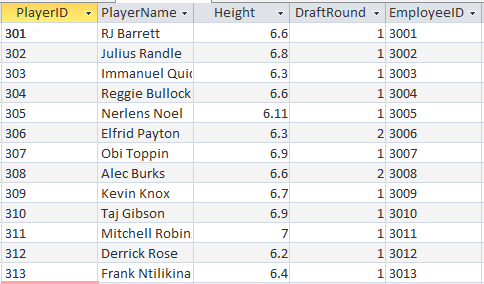 PlayerID PlayerName Height DraftRound EmployeeID
301 RJ Barrett 6.6 1 3001
302 Julius Randle 6.8 1 3002
303 Immanuel Quic 6.3 1 3003
304 Reggie Bullock 6.6 1 3004
305 Nerlens Noel 6.11 1 3005
306 Elfrid Payton 6.3 2 3006
307 Obi Toppin 6.9 1 3007
308 Alec Burks 6.6 2 3008
309 Kevin Knox 6.7 1 3009
310 Taj Gibson 6.9 1 3010
311 Mitchell Robin 7 1 3011
312 Derrick Rose 6.2 1 3012
313 Frank Ntilikina 6.4 1 3013